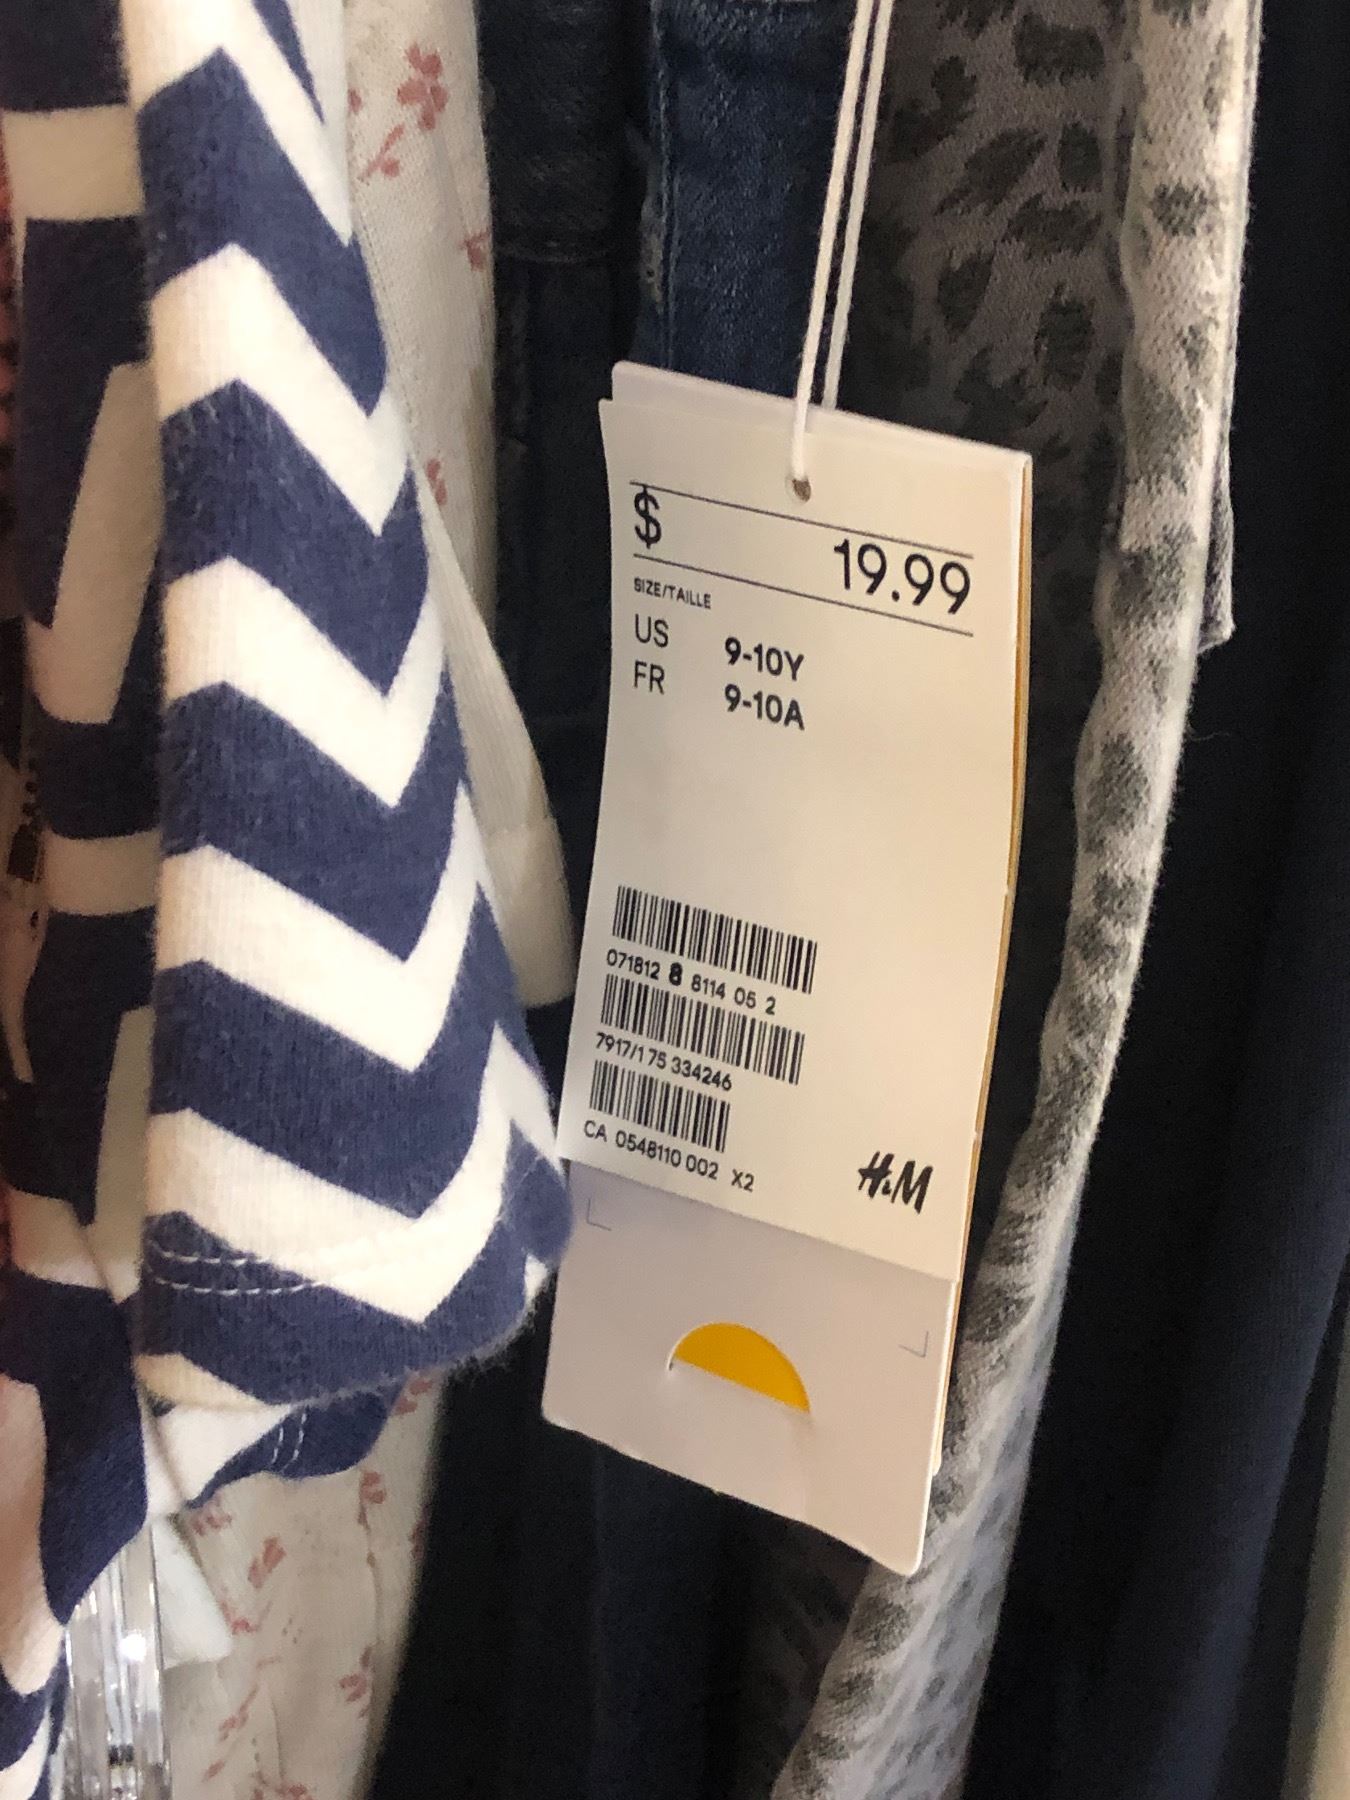 $ 19.99
SIZE/TAILLE
US 9-10Y
FR 9-10A
071812 8 8114 05 2
7917/1 75 334246
CA 0548110 002 X2
H&M